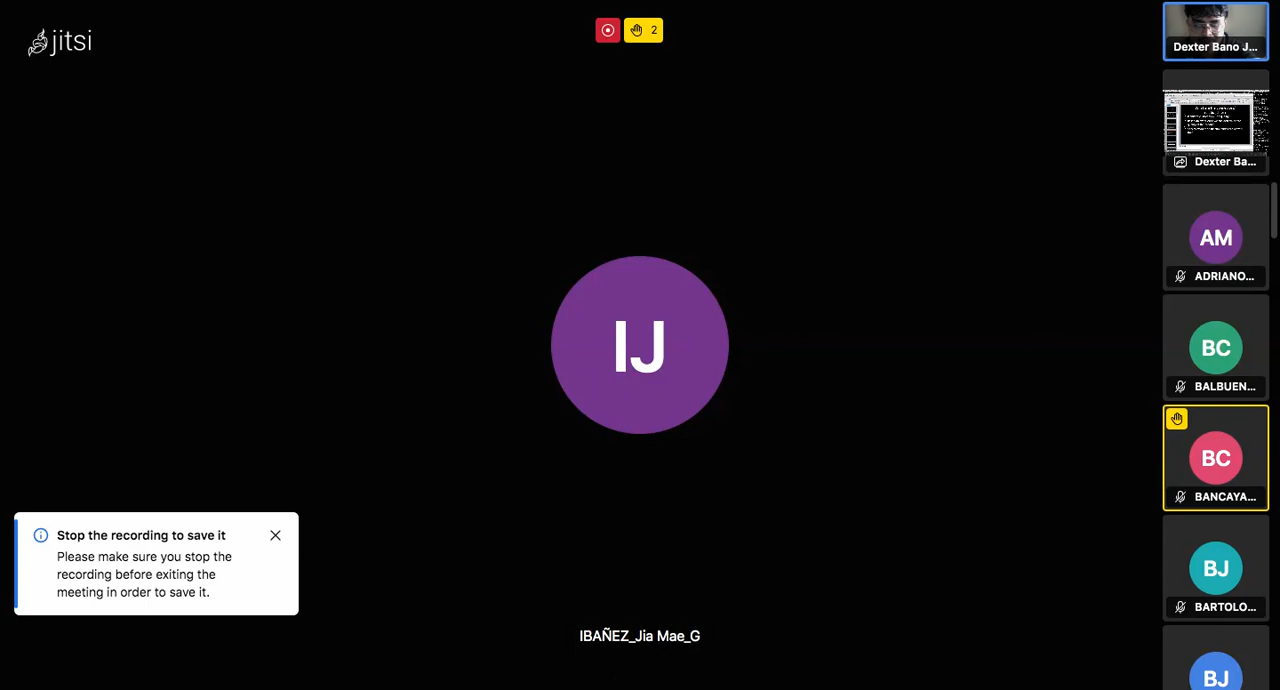 jitsi
2
Dexter Bano J...
Dexter Ba...
AM
ADRIANO...
BC
BALBUEN...
BC
BANCAYA...
BJ
BARTOLO...
BJ
IJ
IBAÑEZ_Jia Mae_G
Stop the recording to save it
Please make sure you stop the
recording before exiting the
meeting in order to save it.